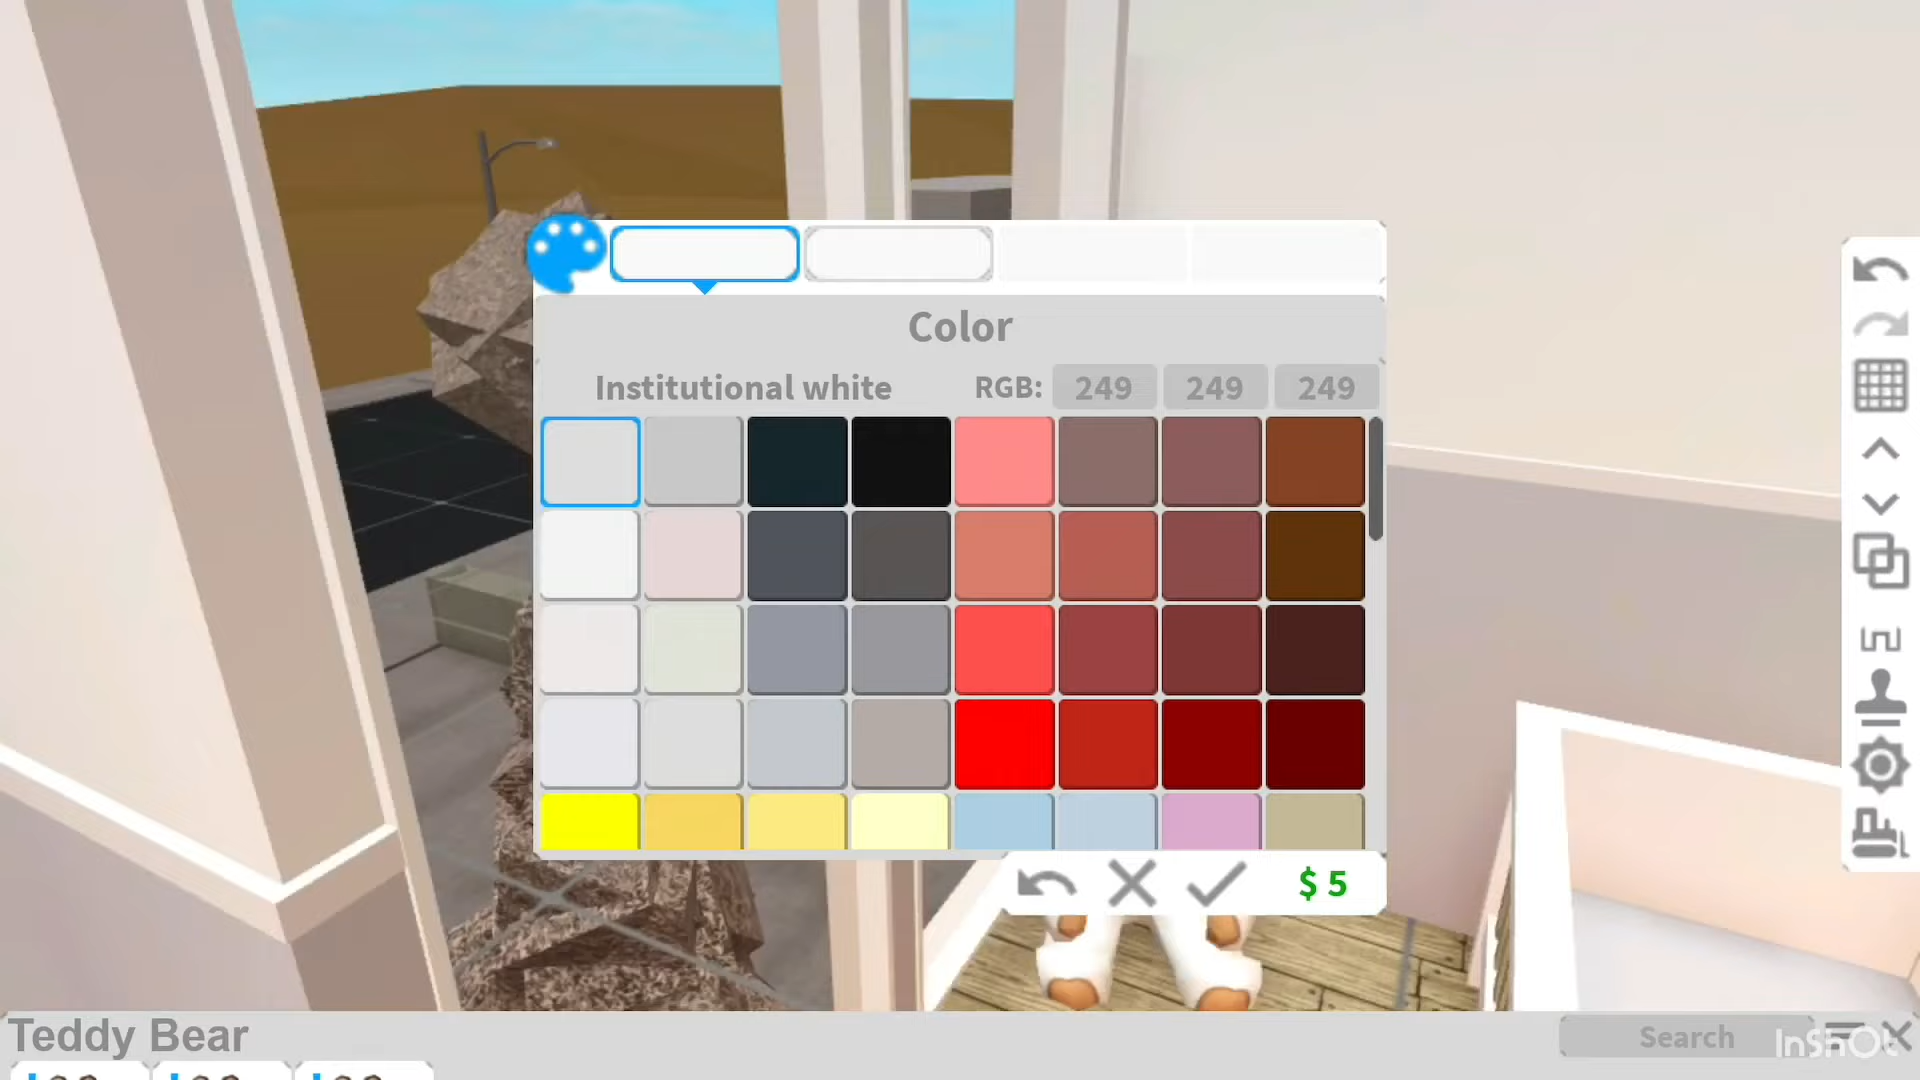 Color
Institutional white RGB: 249 249 249
$ 5
Teddy Bear
Search
InShOt